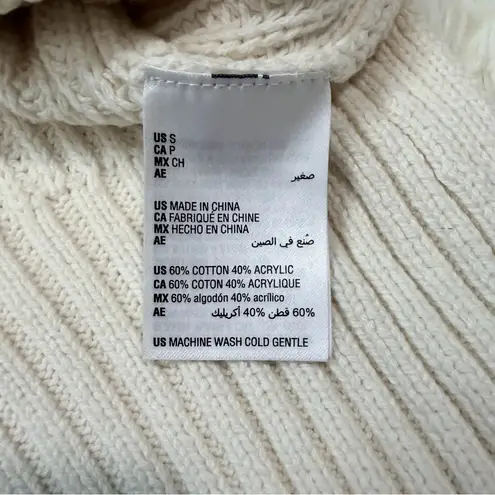 US S
CA P
MX CH
AE صغير
US MADE IN CHINA
CA FABRIQUÉ EN CHINE
MX HECHO EN CHINA
AE صُنع في الصين
US 60% COTTON 40% ACRYLIC
CA 60% COTON 40% ACRYLIQUE
MX 60% algodón 40% acrílico
AE 60% قطن 40% أكريليك
US MACHINE WASH COLD GENTLE